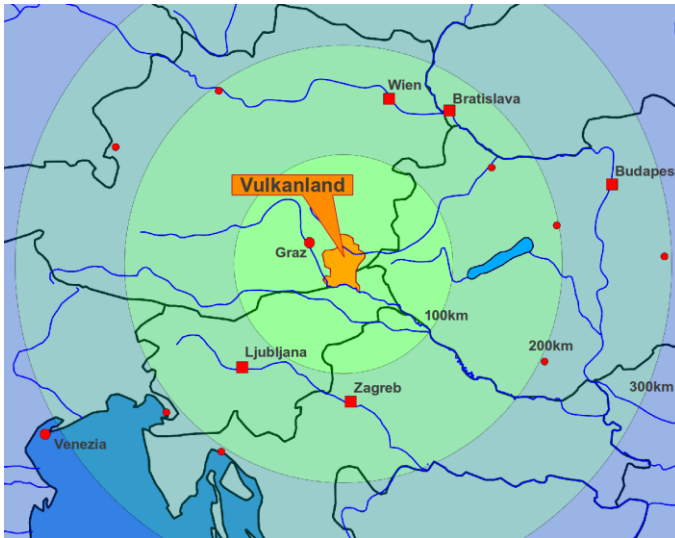 Wien
Bratislava
Budapes
Vulkanland
Graz
100km
200km
300km
Ljubljana
Zagreb
Venezia